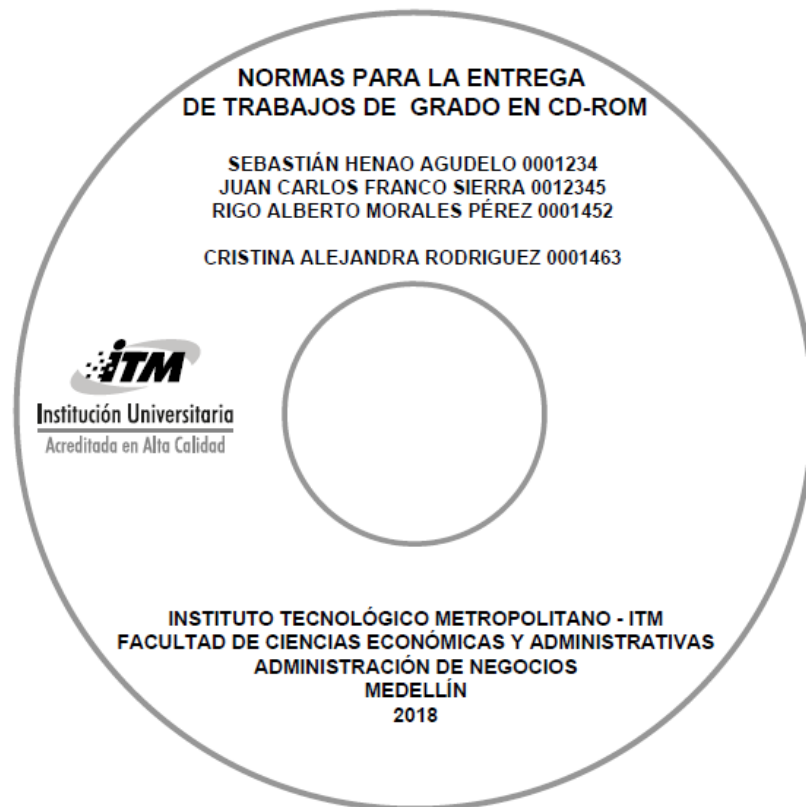 NORMAS PARA LA ENTREGA
DE TRABAJOS DE GRADO EN CD-ROM
SEBASTIÁN HENAO AGUDELO 0001234
JUAN CARLOS FRANCO SIERRA 0012345
RIGO ALBERTO MORALES PÉREZ 0001452
CRISTINA ALEJANDRA RODRIGUEZ 0001463
iTM
Institución Universitaria
Acreditada en Alta Calidad
INSTITUTO TECNOLÓGICO METROPOLITANO - ITM
FACULTAD DE CIENCIAS ECONÓMICAS Y ADMINISTRATIVAS
ADMINISTRACIÓN DE NEGOCIOS
MEDELLÍN
2018